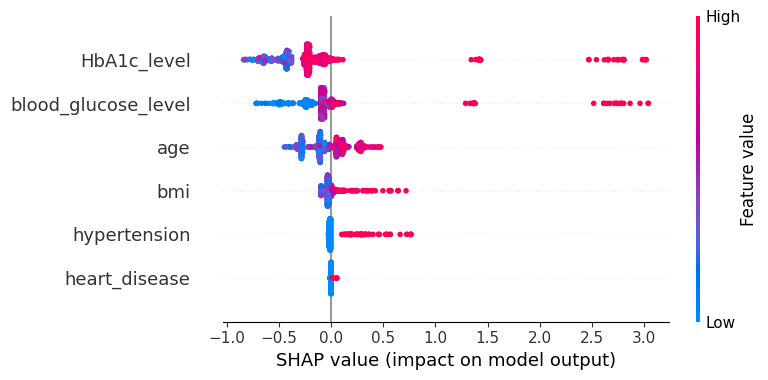 High
HbA1c_level
blood_glucose_level
age
bmi
hypertension
heart_disease
Feature value
Low
−1.0 −0.5 0.0 0.5 1.0 1.5 2.0 2.5 3.0
SHAP value (impact on model output)